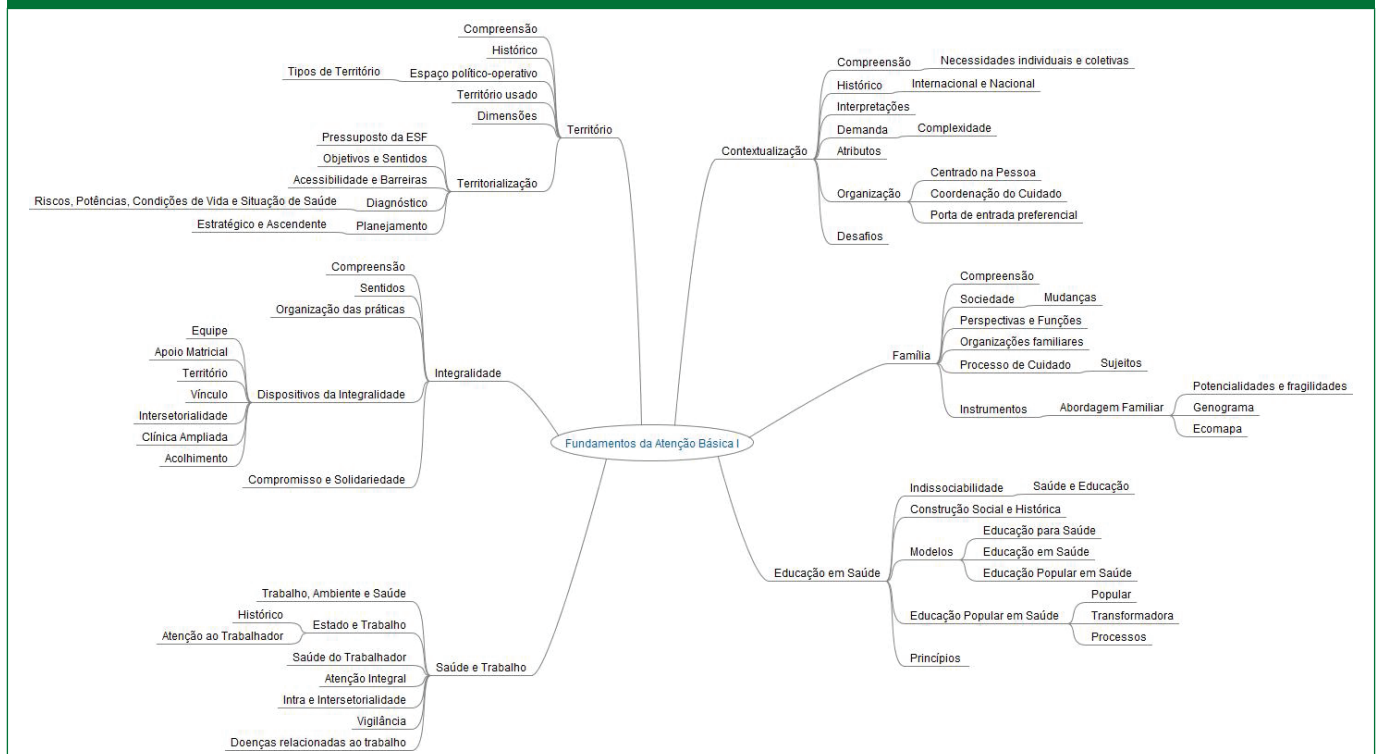 Fundamentos da Atenção Básica I
Território
Compreensão
Histórico
Espaço político-operativo
Tipos de Território
Território usado
Dimensões
Territorialização
Pressuposto da ESF
Objetivos e Sentidos
Acessibilidade e Barreiras
Diagnóstico
Riscos, Potências, Condições de Vida e Situação de Saúde
Planejamento
Estratégico e Ascendente
Integralidade
Compreensão
Sentidos
Organização das práticas
Dispositivos da Integralidade
Equipe
Apoio Matricial
Território
Vínculo
Intersetorialidade
Clínica Ampliada
Acolhimento
Compromisso e Solidariedade
Saúde e Trabalho
Trabalho, Ambiente e Saúde
Estado e Trabalho
Histórico
Atenção ao Trabalhador
Saúde do Trabalhador
Atenção Integral
Intra e Intersetorialidade
Vigilância
Doenças relacionadas ao trabalho
Contextualização
Compreensão
Necessidades individuais e coletivas
Histórico
Internacional e Nacional
Interpretações
Demanda
Complexidade
Atributos
Organização
Centrado na Pessoa
Coordenação do Cuidado
Porta de entrada preferencial
Desafios
Família
Compreensão
Sociedade
Mudanças
Perspectivas e Funções
Organizações familiares
Processo de Cuidado
Sujeitos
Instrumentos
Abordagem Familiar
Potencialidades e fragilidades
Genograma
Ecomapa
Educação em Saúde
Indissociabilidade
Saúde e Educação
Construção Social e Histórica
Modelos
Educação para Saúde
Educação em Saúde
Educação Popular em Saúde
Educação Popular em Saúde
Popular
Transformadora
Processos
Princípios